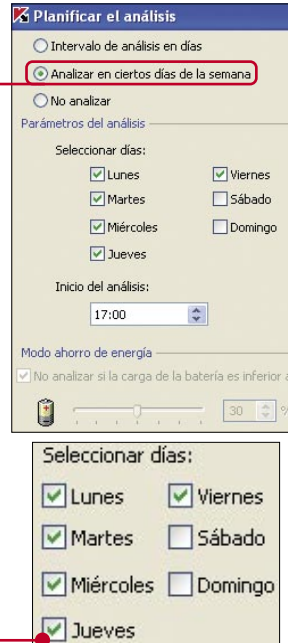 Planificar el análisis
Intervalo de análisis en días
Analizar en ciertos días de la semana
No analizar
Parámetros del análisis
Seleccionar días:
Lunes
Viernes
Martes
Sábado
Miércoles
Domingo
Jueves
Inicio del análisis:
17:00
Modo ahorro de energía
No analizar si la carga de la batería es inferior a
30 %
Seleccionar días:
Lunes
Viernes
Martes
Sábado
Miércoles
Domingo
Jueves